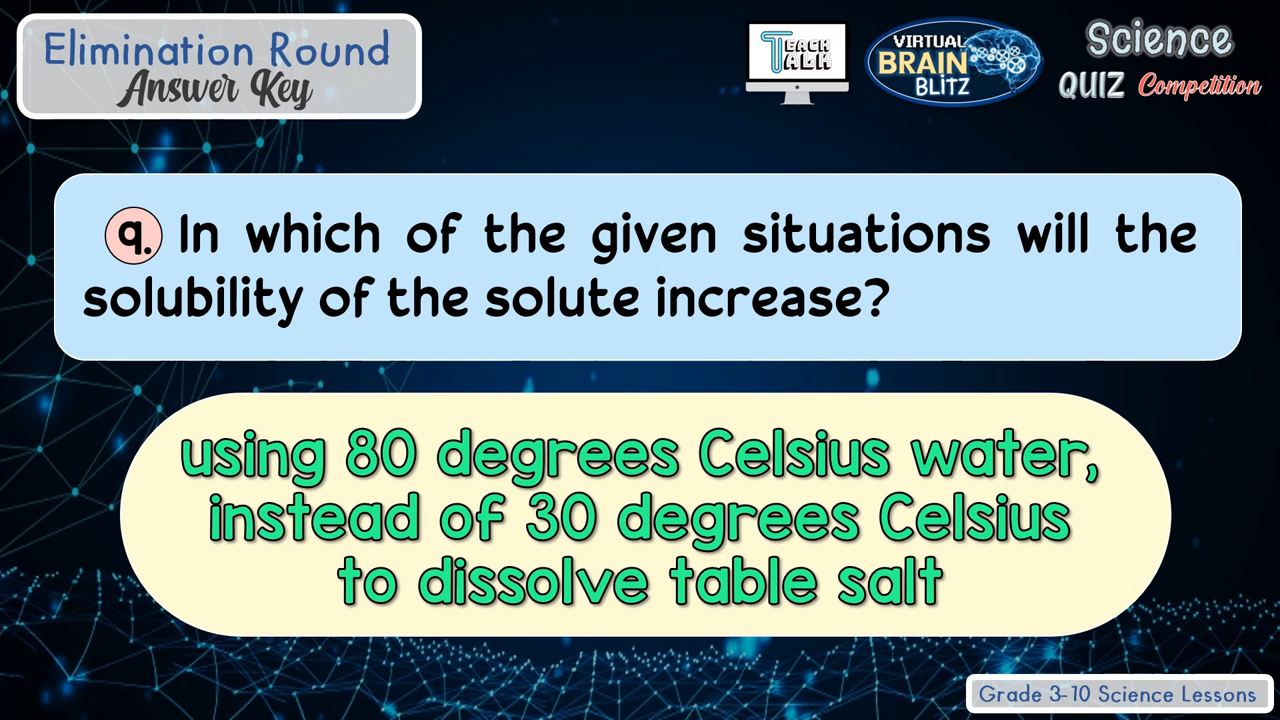 Elimination Round
Answer Key
TEACH
TALK
VIRTUAL
BRAIN
BLITZ
Science
QUIZ Competition
9. In which of the given situations will the
solubility of the solute increase?
using 80 degrees Celsius water,
instead of 30 degrees Celsius
to dissolve table salt
Grade 3-10 Science Lessons